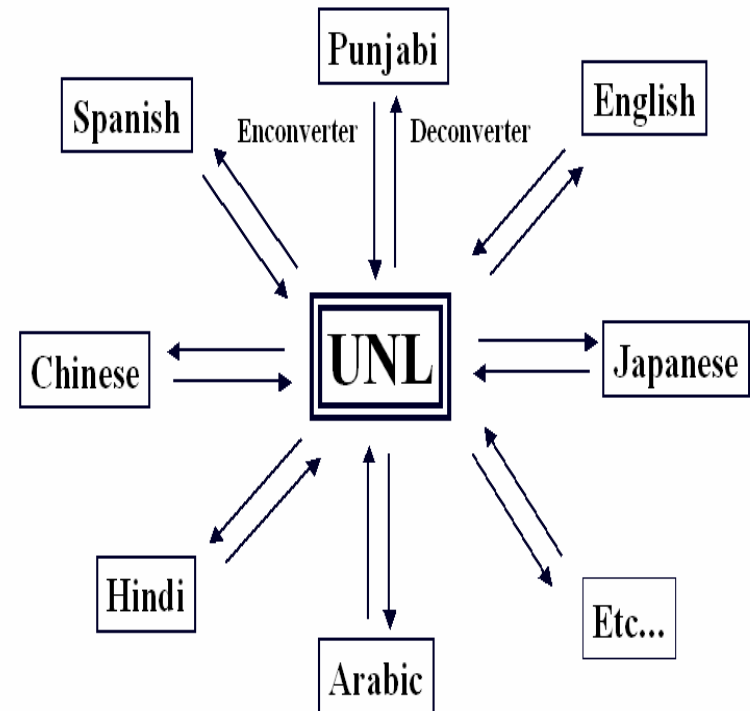 Punjabi
Spanish
English
Enconverter
Deconverter
UNL
Chinese
Japanese
Hindi
Etc...
Arabic